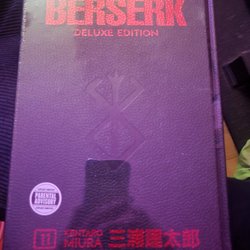 BERSERK
DELUXE EDITION
PARENTAL
ADVISORY
11
KENTARO
MIURA
三浦建太郎